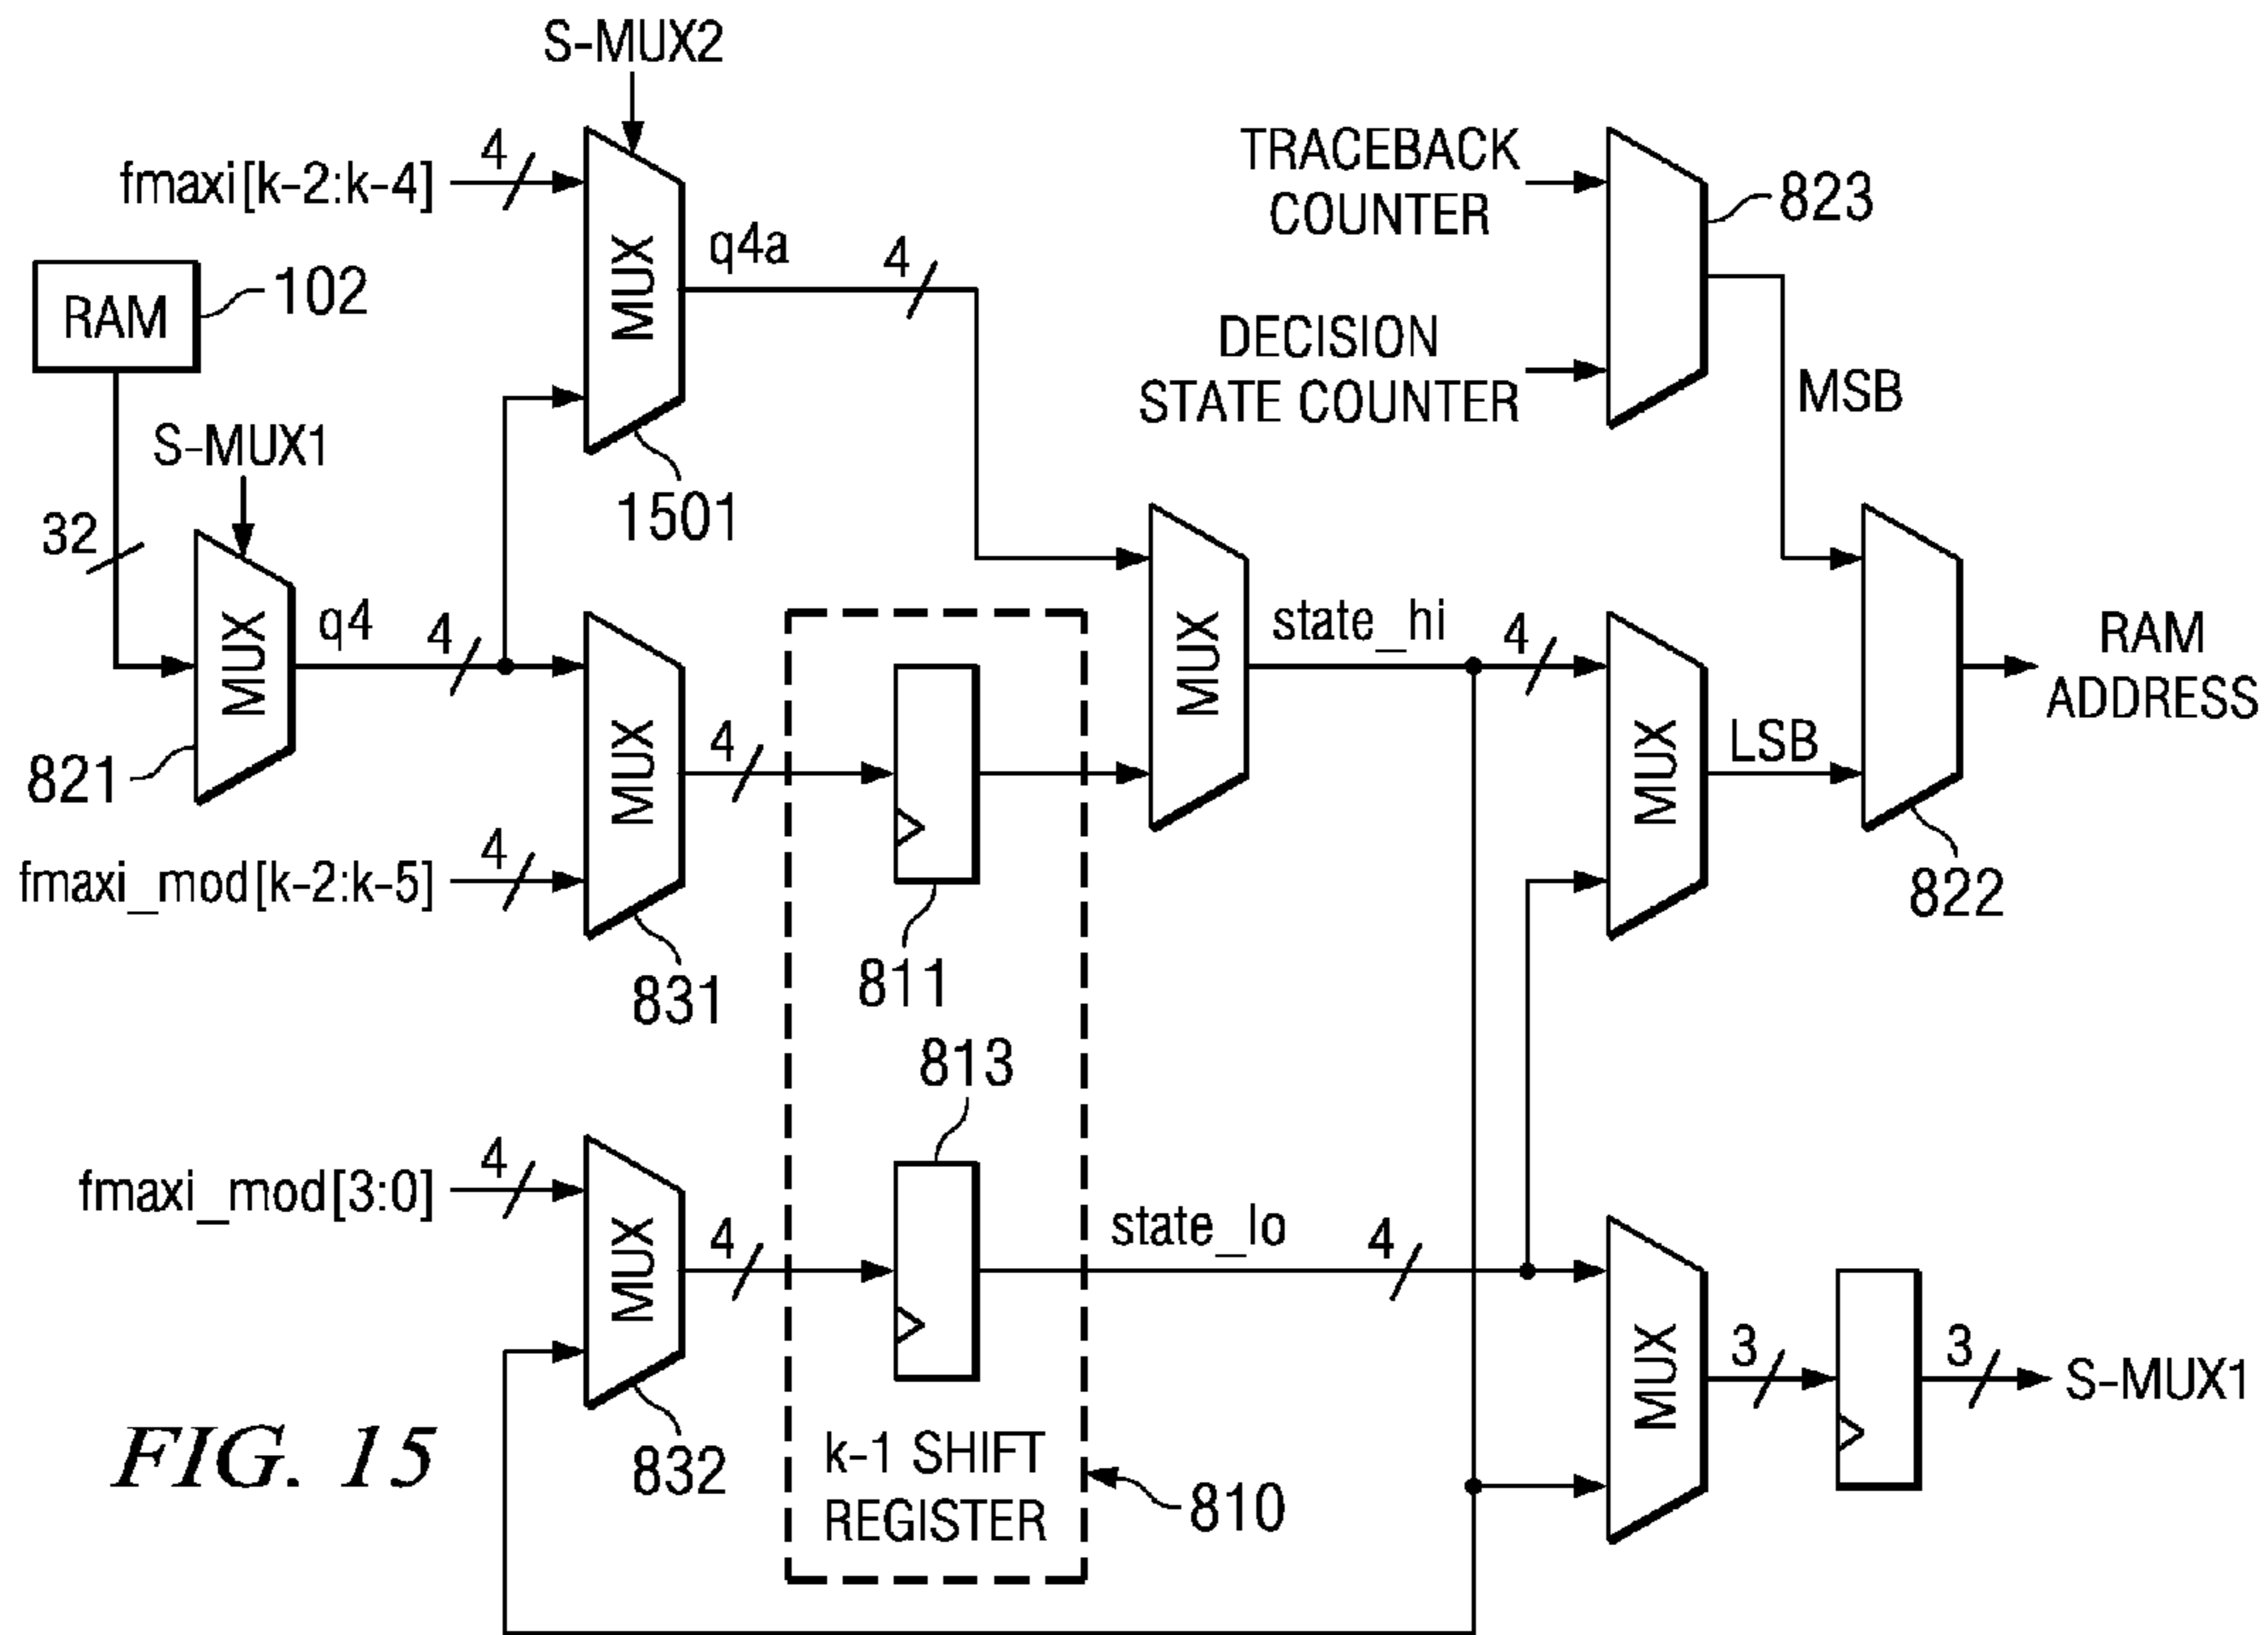 S-MUX2
fmaxi[k-2:k-4]
4
MUX
q4a
4
1501
TRACEBACK
COUNTER
DECISION
STATE COUNTER
823
MSB
RAM
102
32
S-MUX1
MUX
821
q4
4
MUX
4
fmaxi_mod[k-2:k-5]
4
831
811
MUX
state_hi
4
MUX
LSB
822
RAM
ADDRESS
813
fmaxi_mod[3:0]
4
MUX
4
832
state_lo
4
k-1 SHIFT
REGISTER
810
MUX
3
3
S-MUX1
FIG. 15